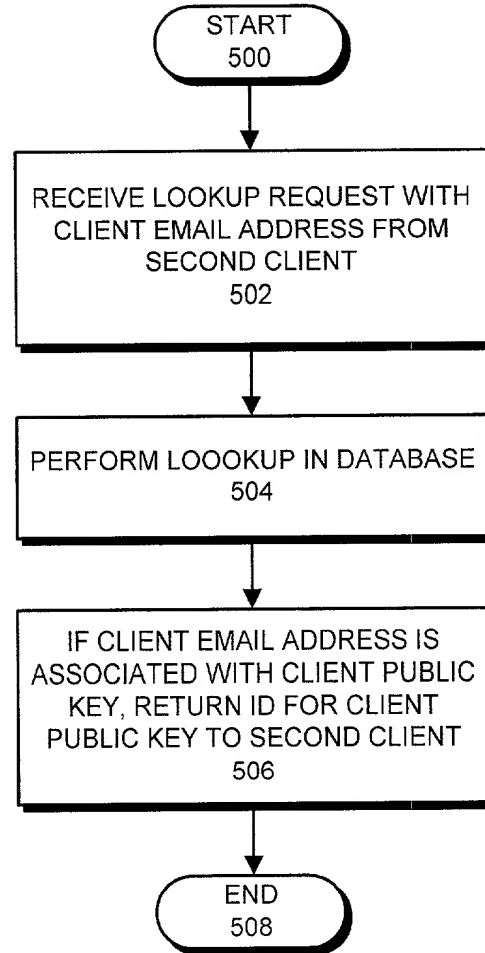 START
500
RECEIVE LOOKUP REQUEST WITH
CLIENT EMAIL ADDRESS FROM
SECOND CLIENT
502
PERFORM LOOOKUP IN DATABASE
504
IF CLIENT EMAIL ADDRESS IS
ASSOCIATED WITH CLIENT PUBLIC
KEY, RETURN ID FOR CLIENT
PUBLIC KEY TO SECOND CLIENT
506
END
508